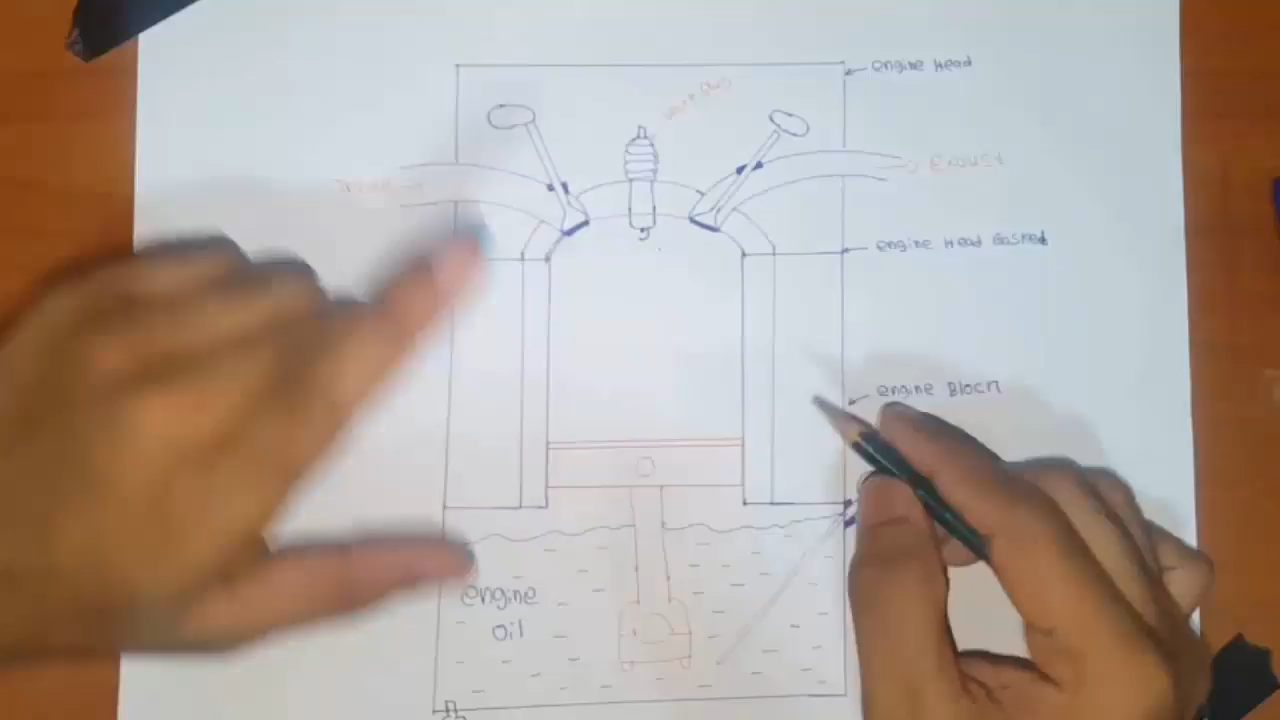 engine Head
Exaust
engine Head Gasket
engine Block
engine
oil